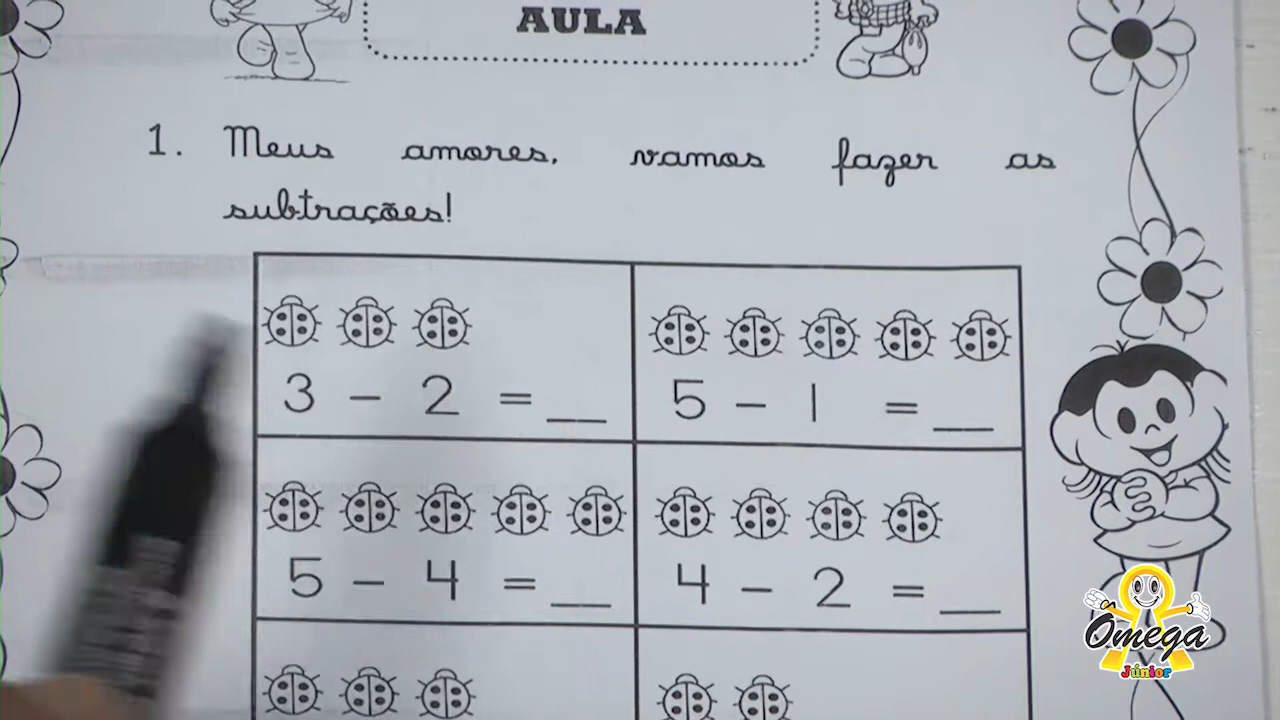 AULA
1. Meus amores, vamos fazer as
subtrações!
3 - 2 = __
5 - 1 = __
5 - 4 = __
4 - 2 = __
Ômega
Júnior